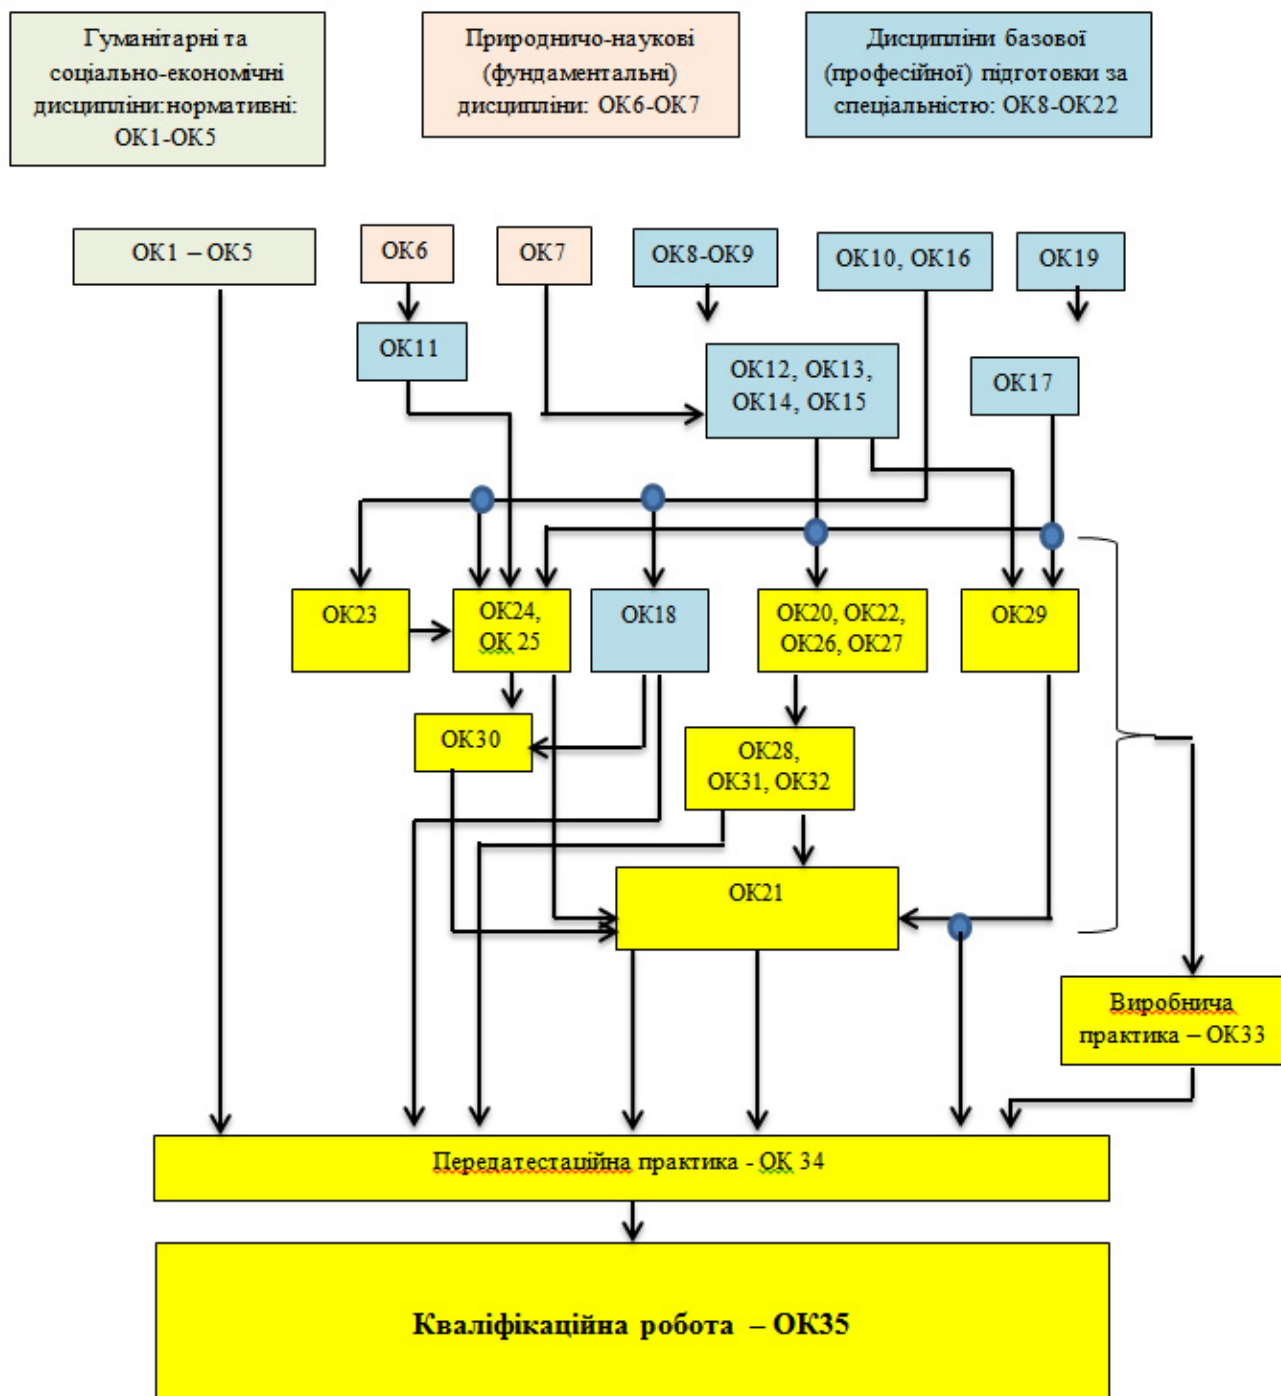 Гуманітарні та
соціально-економічні
дисципліни:нормативні:
ОК1-ОК5
Природничо-наукові
(фундаментальні)
дисципліни: ОК6-ОК7
Дисципліни базової
(професійної) підготовки за
спеціальністю: ОК8-ОК22
ОК1 – ОК5
ОК6
ОК7
ОК8-ОК9
ОК10, ОК16
ОК19
ОК11
ОК12, ОК13,
ОК14, ОК15
ОК17
ОК23
ОК24,
ОК 25
ОК18
ОК20, ОК22,
ОК26, ОК27
ОК29
ОК30
ОК28,
ОК31, ОК32
ОК21
Виробнича
практика – ОК33
Передатестаційна практика - ОК 34
Кваліфікаційна робота – ОК35